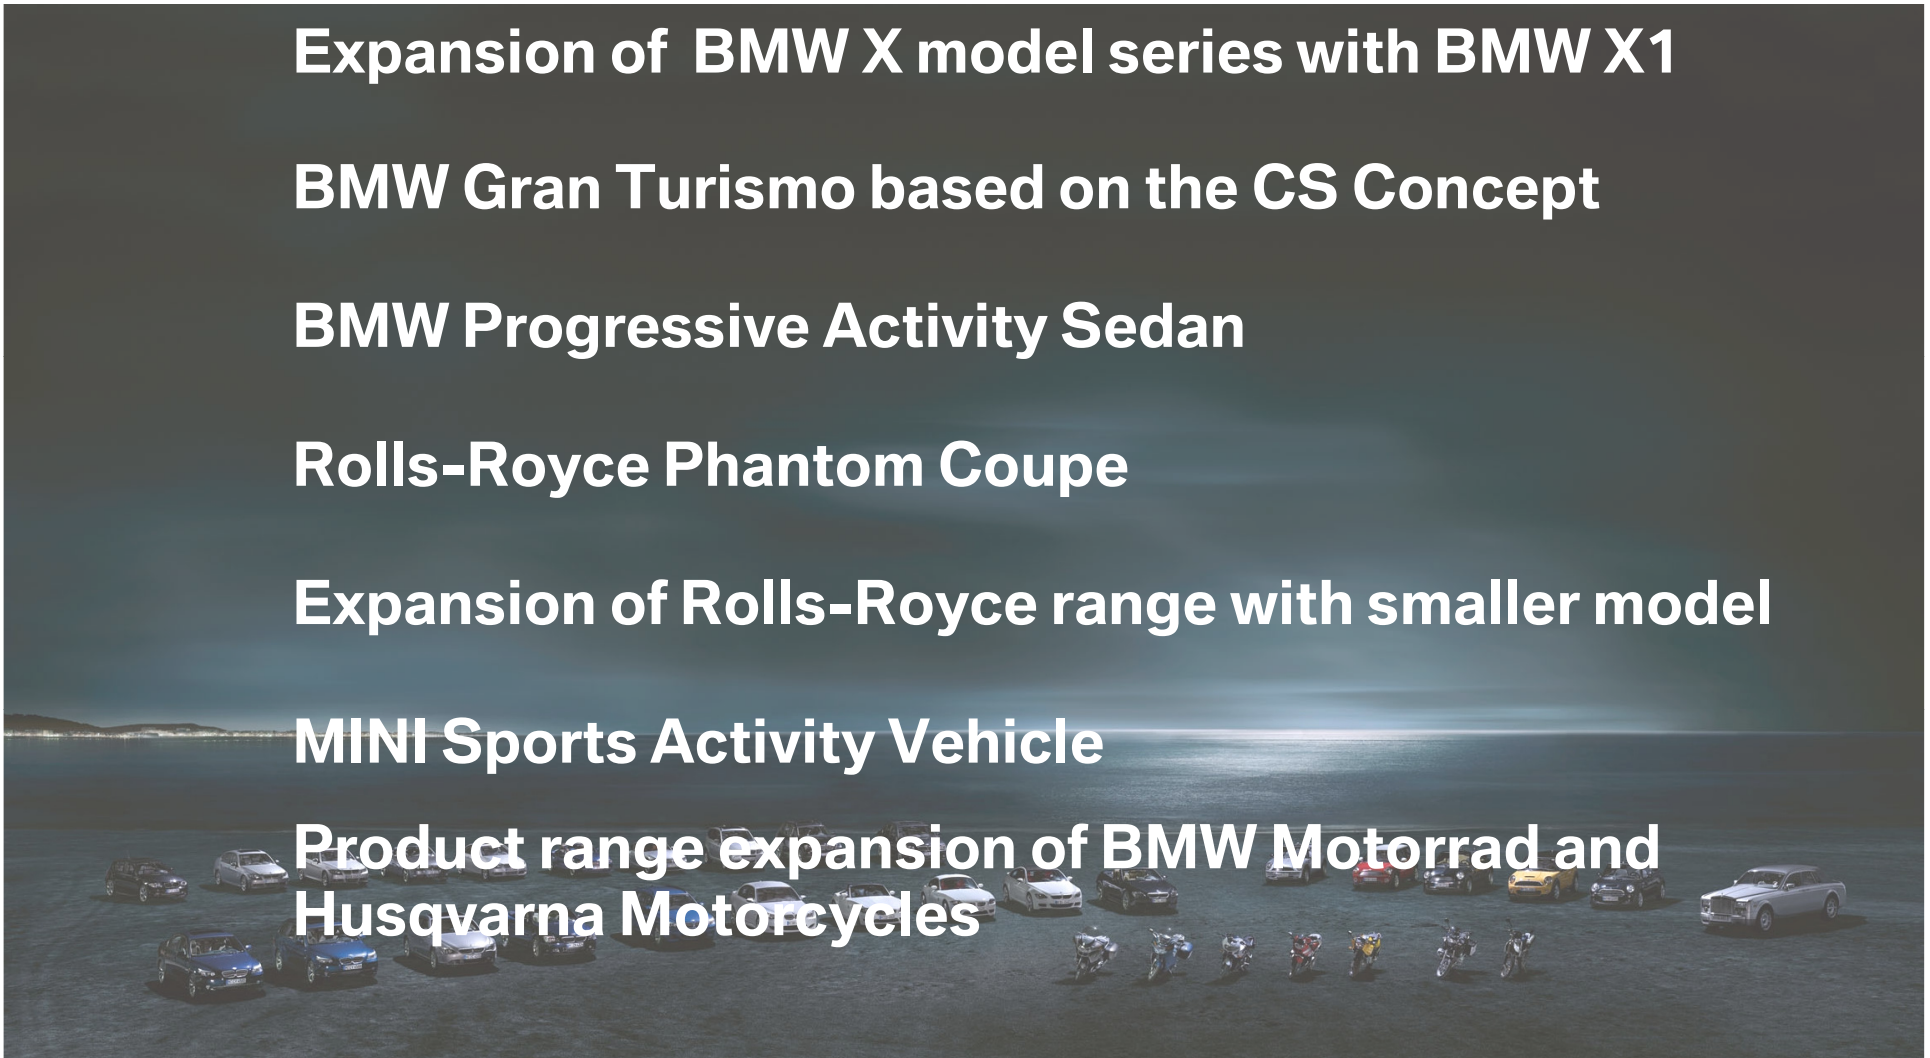 Expansion of BMW X model series with BMW X1
BMW Gran Turismo based on the CS Concept
BMW Progressive Activity Sedan
Rolls-Royce Phantom Coupe
Expansion of Rolls-Royce range with smaller model
MINI Sports Activity Vehicle
Product range expansion of BMW Motorrad and
Husqvarna Motorcycles